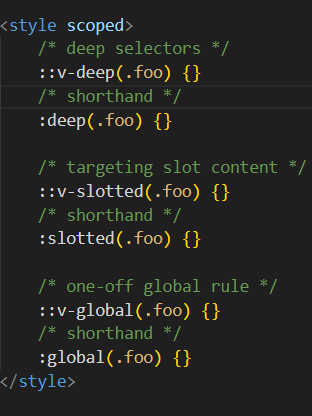 <style scoped>
/* deep selectors */
::v-deep(.foo) {}
/* shorthand */
:deep(.foo) {}
/* targeting slot content */
::v-slotted(.foo) {}
/* shorthand */
:slotted(.foo) {}
/* one-off global rule */
::v-global(.foo) {}
/* shorthand */
:global(.foo) {}
</style>